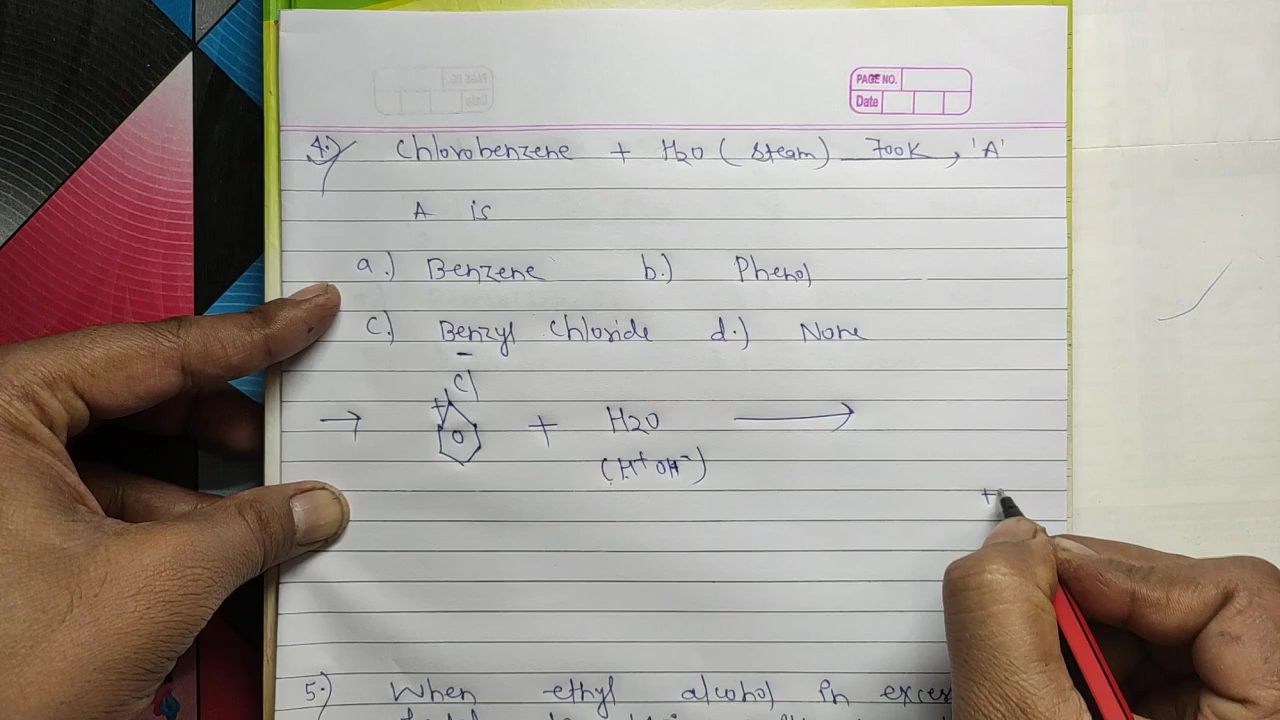 PAGE NO.
Date
4.) Chlorobenzene + H2O (steam) 700K, 'A'
A is
a.) Benzene b.) Phenol
c.) Benzyl chloride d.) None
Cl
→ + H2O →
(H+ OH-)
+
5.) When ethyl alcohol in exces